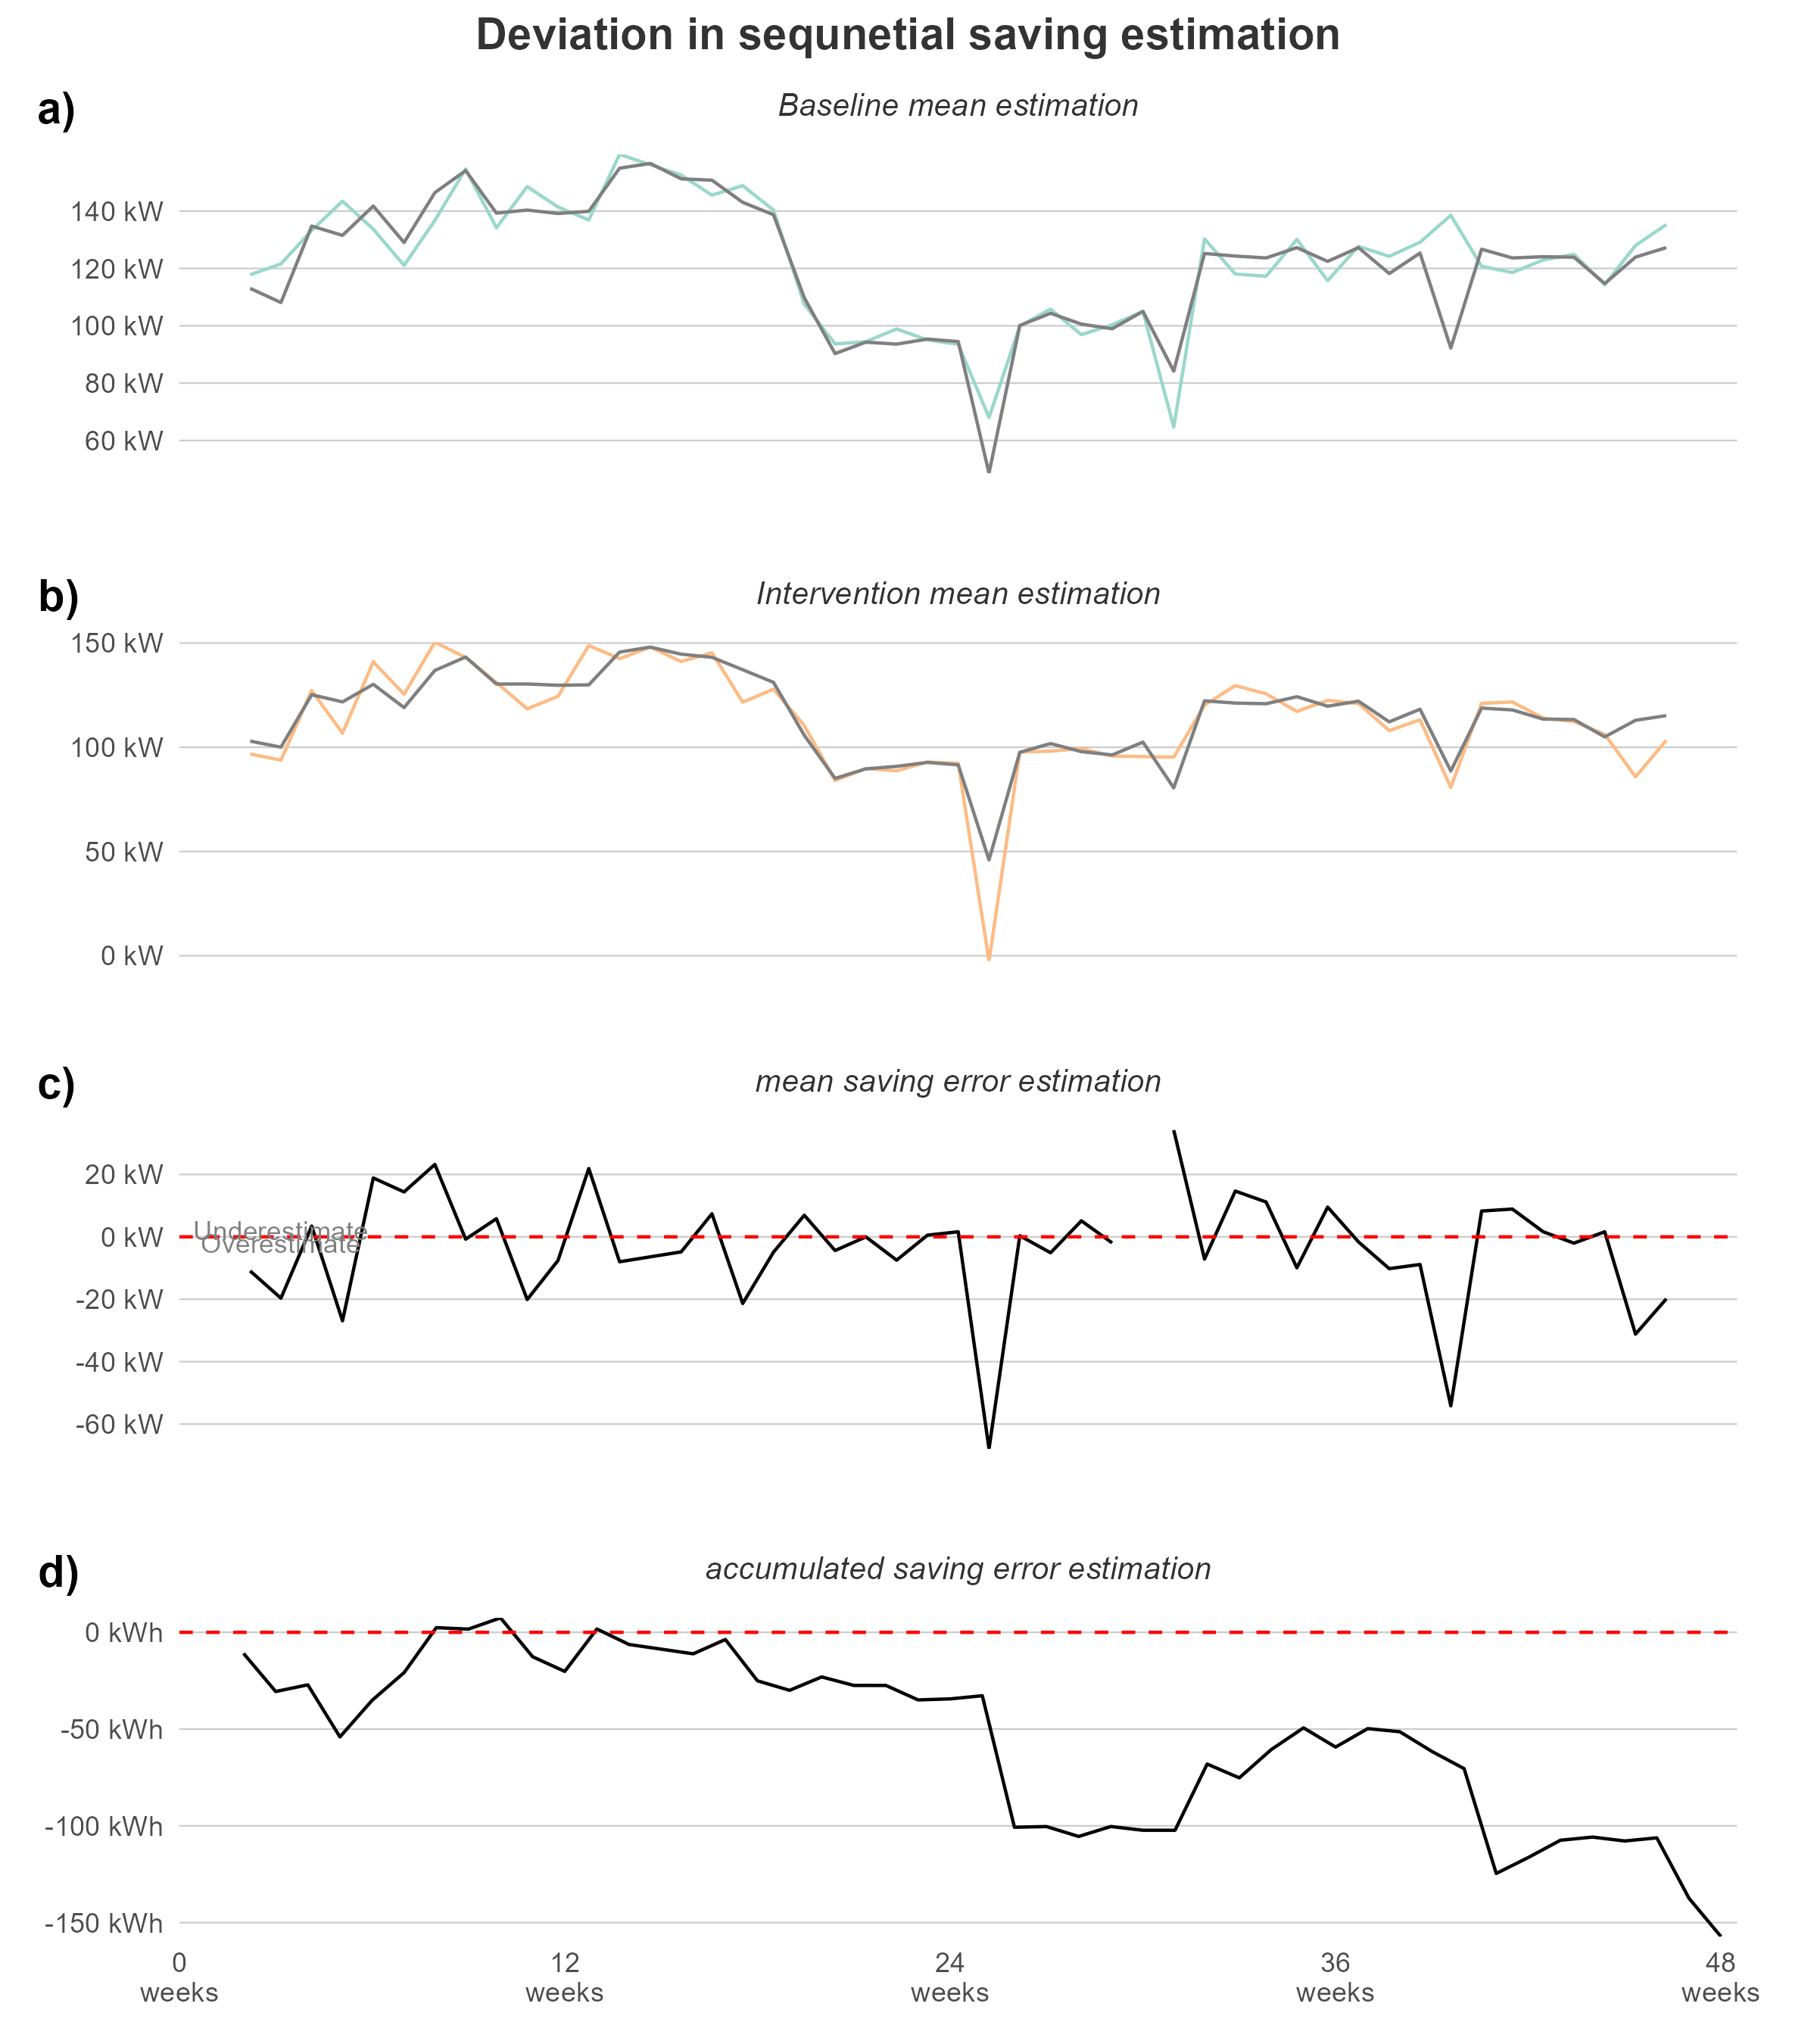 Deviation in sequnetial saving estimation
a)
Baseline mean estimation
140 kW
120 kW
100 kW
80 kW
60 kW
b)
Intervention mean estimation
150 kW
100 kW
50 kW
0 kW
c)
mean saving error estimation
20 kW
Underestimate
0 kW
Overestimate
-20 kW
-40 kW
-60 kW
d)
accumulated saving error estimation
0 kWh
-50 kWh
-100 kWh
-150 kWh
0 12 24 36 48
weeks weeks weeks weeks weeks